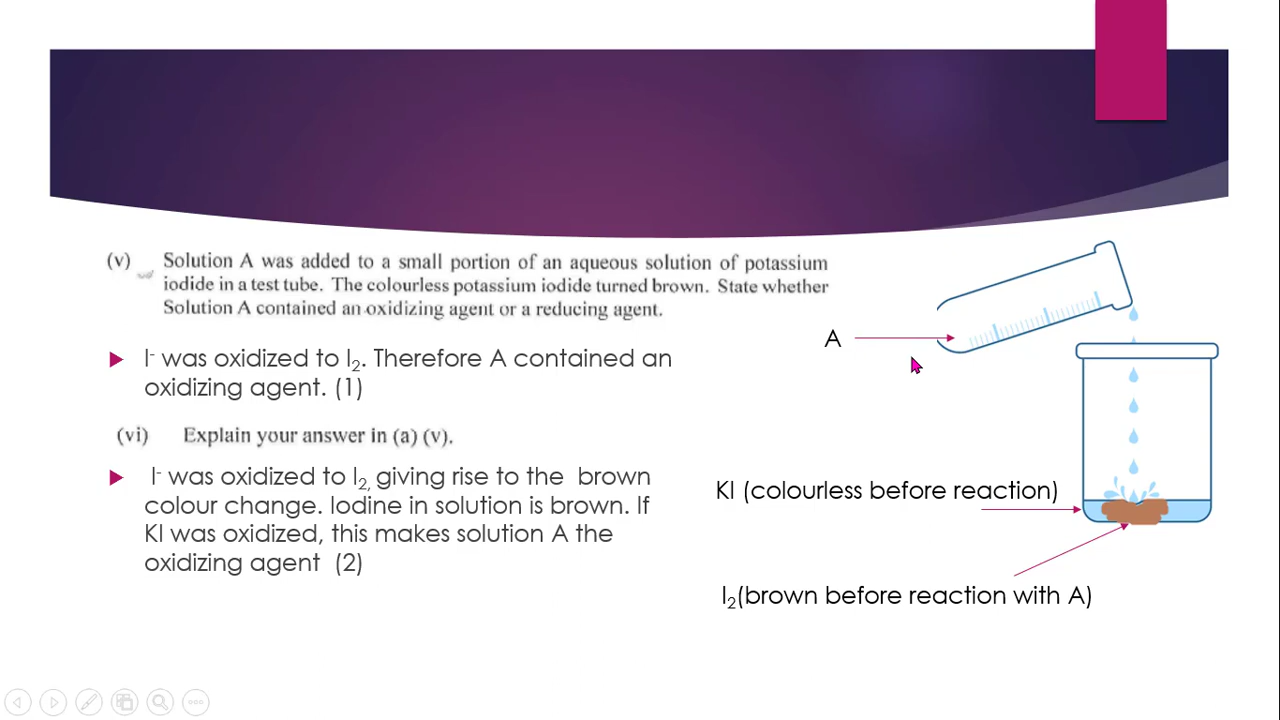 (v) Solution A was added to a small portion of an aqueous solution of potassium
iodide in a test tube. The colourless potassium iodide turned brown. State whether
Solution A contained an oxidizing agent or a reducing agent.
I⁻ was oxidized to I₂. Therefore A contained an
oxidizing agent. (1)
(vi) Explain your answer in (a) (v).
I⁻ was oxidized to I₂, giving rise to the brown
colour change. Iodine in solution is brown. If
KI was oxidized, this makes solution A the
oxidizing agent (2)
A
KI (colourless before reaction)
I₂(brown before reaction with A)